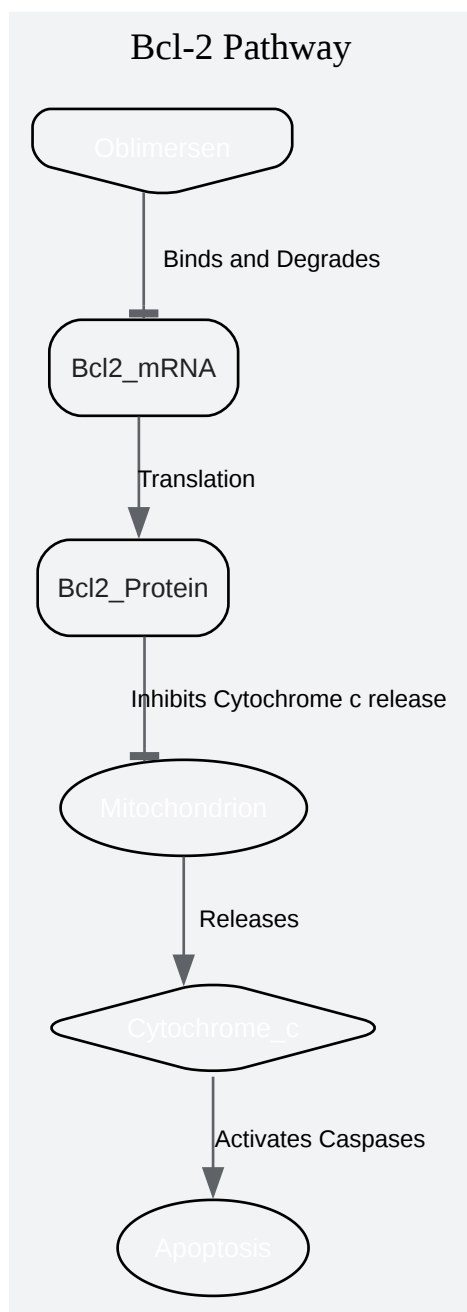 Bcl-2 Pathway
Oblimersen
Binds and Degrades
Bcl2_mRNA
Translation
Bcl2_Protein
Inhibits Cytochrome c release
Mitochondrion
Releases
Cytochrome_c
Activates Caspases
Apoptosis